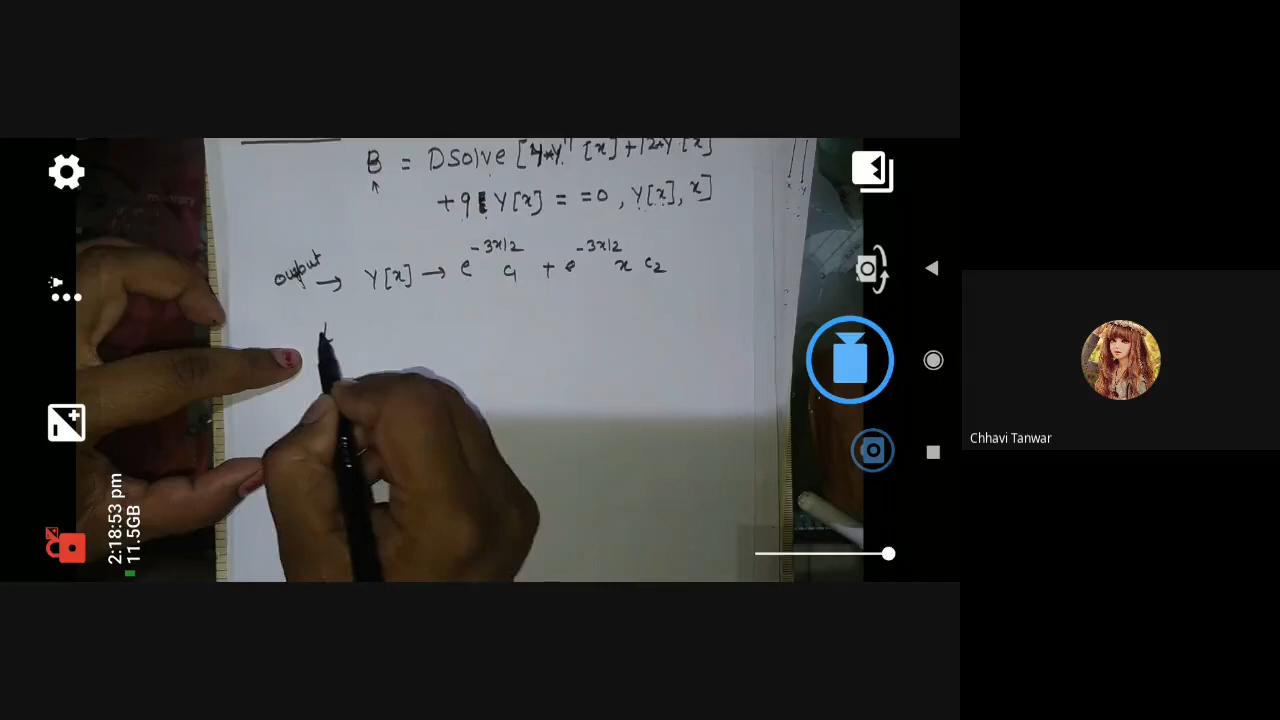 B = DSolve [4*Y'' [x] + 12*Y' [x]
+ 9 Y[x] = = 0, Y[x], x]
output → Y[x] → e^-3x/2 c1 + e^-3x/2 x c2
2:18:53 pm
11.5GB
Chhavi Tanwar